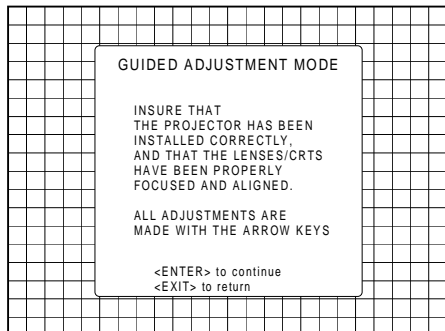 GUIDED ADJUSTMENT MODE
INSURE THAT
THE PROJECTOR HAS BEEN
INSTALLED CORRECTLY,
AND THAT THE LENSES/CRTS
HAVE BEEN PROPERLY
FOCUSED AND ALIGNED.
ALL ADJUSTMENTS ARE
MADE WITH THE ARROW KEYS
<ENTER> to continue
<EXIT> to return